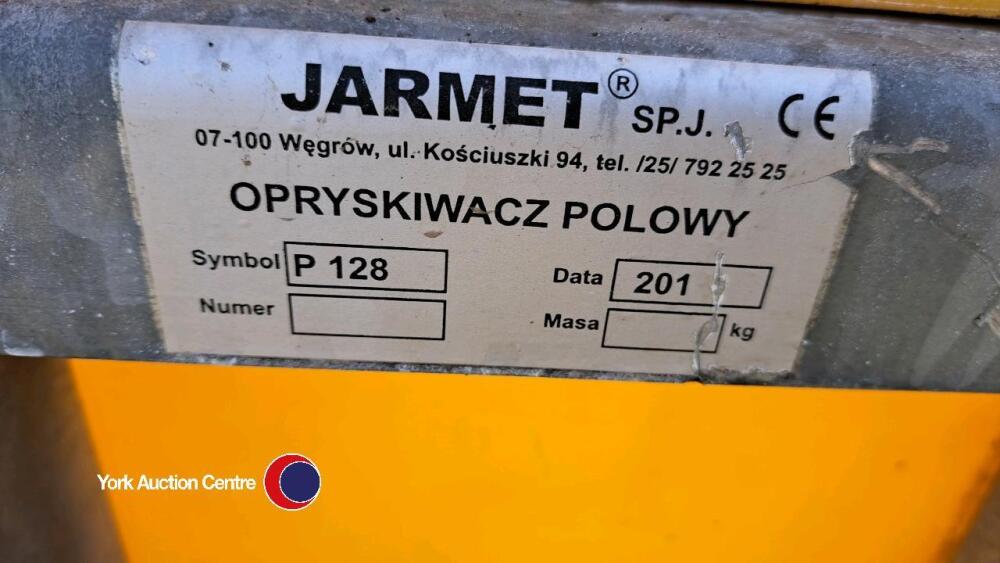 JARMET® SP.J. CE
07-100 Węgrów, ul. Kościuszki 94, tel. /25/ 792 25 25
OPRYSKIWACZ POLOWY
Symbol P 128 Data 201
Numer Masa kg
York Auction Centre